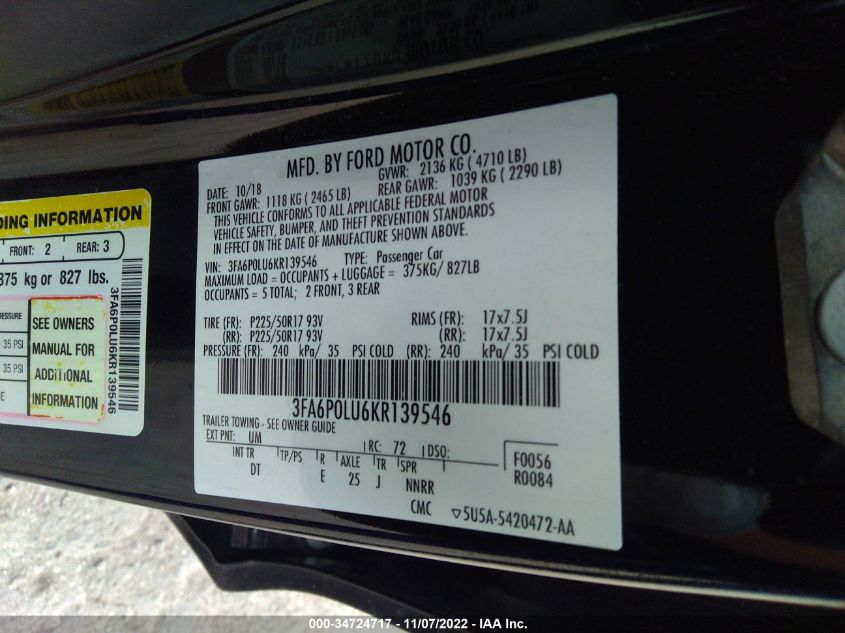 MFD. BY FORD MOTOR CO.
DATE: 10/18 GVWR: 2136 KG ( 4710 LB)
FRONT GAWR: 1118 KG ( 2465 LB) REAR GAWR: 1039 KG ( 2290 LB)
THIS VEHICLE CONFORMS TO ALL APPLICABLE FEDERAL MOTOR
VEHICLE SAFETY, BUMPER, AND THEFT PREVENTION STANDARDS
IN EFFECT ON THE DATE OF MANUFACTURE SHOWN ABOVE.
VIN: 3FA6P0LU6KR139546 TYPE: Passenger Car
MAXIMUM LOAD = OCCUPANTS + LUGGAGE = 375KG/ 827LB
OCCUPANTS = 5 TOTAL; 2 FRONT, 3 REAR
TIRE (FR): P225/50R17 93V RIMS (FR): 17x7.5J
(RR): P225/50R17 93V (RR): 17x7.5J
PRESSURE (FR): 240 kPa/ 35 PSI COLD (RR): 240 kPa/ 35 PSI COLD
3FA6P0LU6KR139546
TRAILER TOWING - SEE OWNER GUIDE
EXT PNT: UM RC: 72 DSO:
INT TR TP/PS R AXLE TR SPR
DT E 25 J NNRR
F0056
R0084
CMC ▽5U5A-5420472-AA
DING INFORMATION
FRONT: 2 REAR: 3
375 kg or 827 lbs.
3FA6P0LU6KR139546
RESSURE
35 PSI
35 PSI
SEE OWNERS
MANUAL FOR
ADDITIONAL
INFORMATION
000-34724717 - 11/07/2022 - IAA Inc.